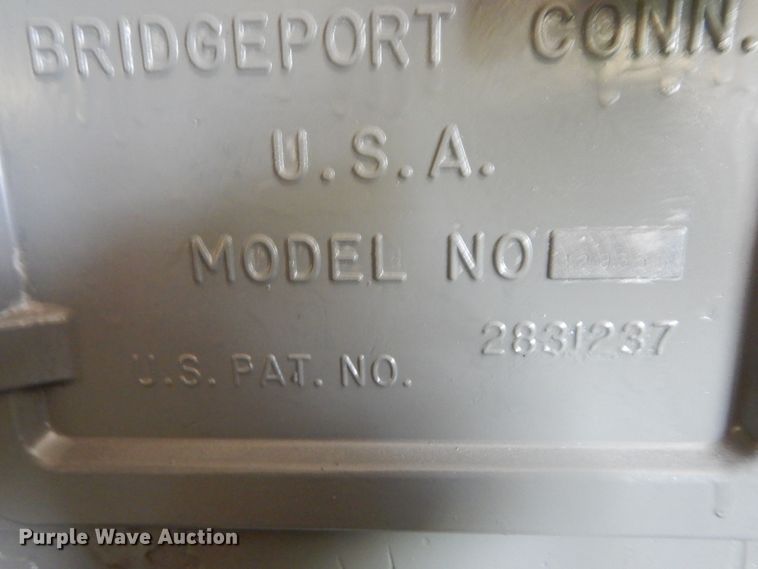 BRIDGEPORT CONN.
U.S.A.
MODEL NO
2831237
U.S. PAT. NO.
Purple Wave Auction